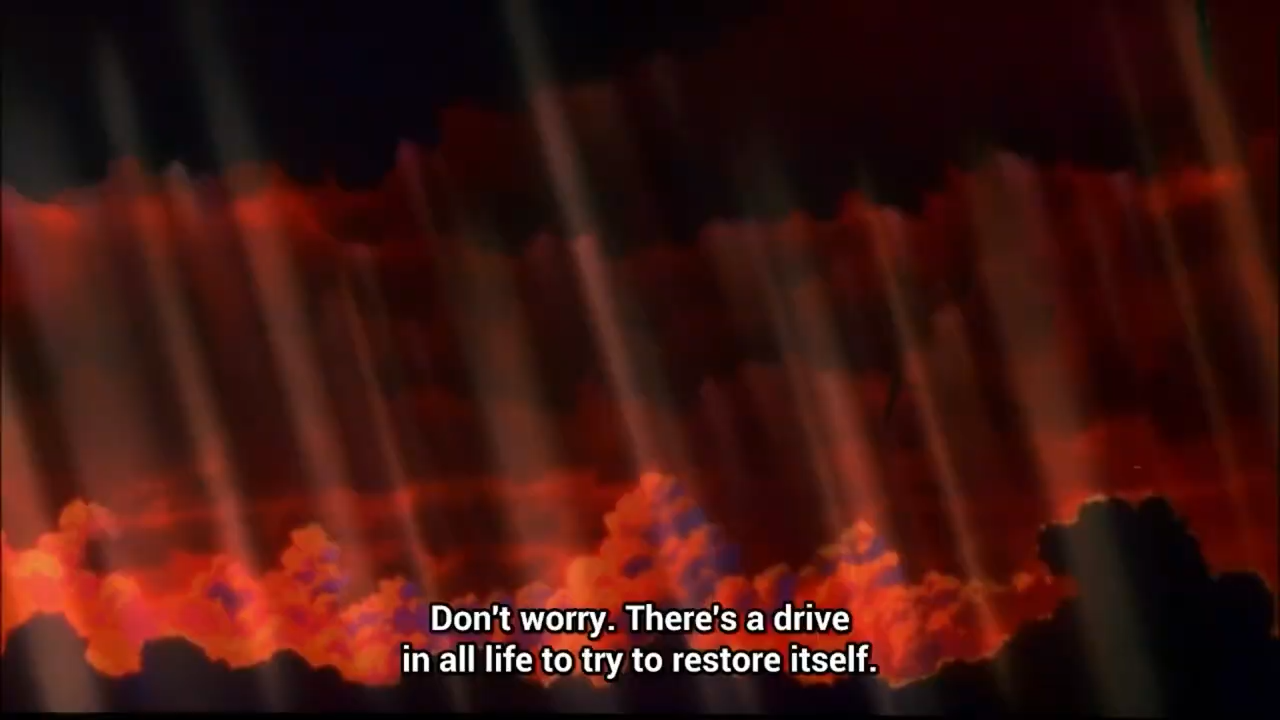 Don't worry. There's a drive
in all life to try to restore itself.